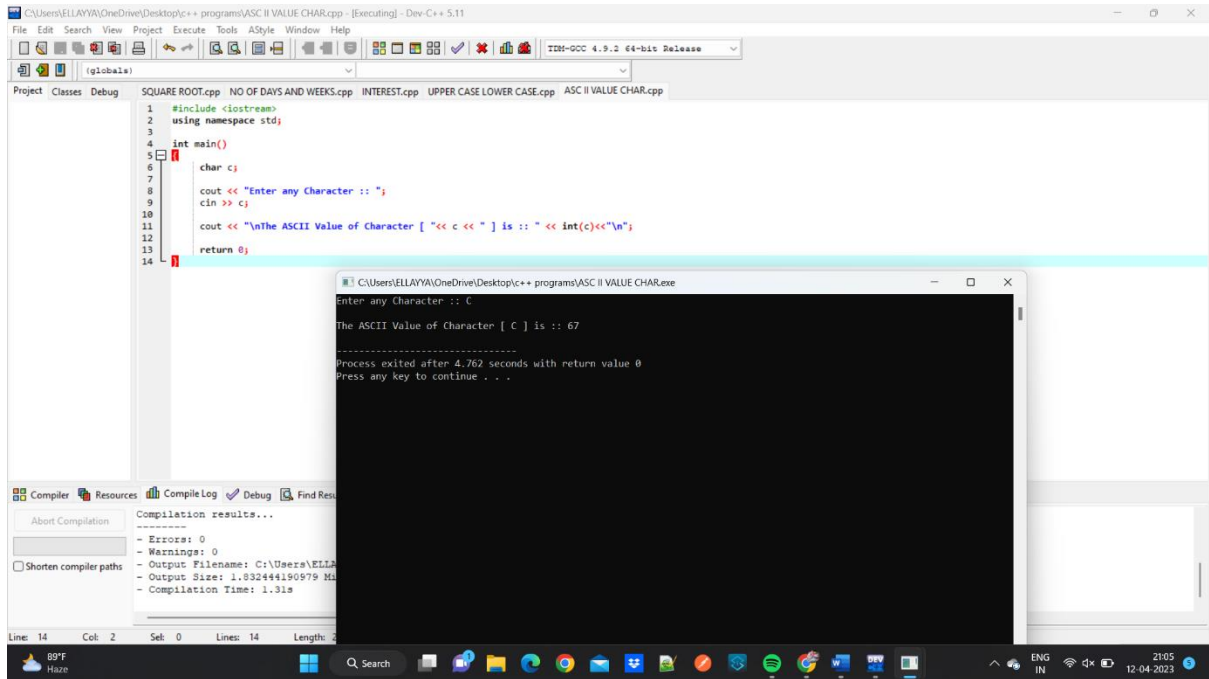 C:\Users\ELLAYYA\OneDrive\Desktop\c++ programs\ASC II VALUE CHAR.cpp - [Executing] - Dev-C++ 5.11
File Edit Search View Project Execute Tools AStyle Window Help
TDM-GCC 4.9.2 64-bit Release
(globals)
Project Classes Debug
SQUARE ROOT.cpp NO OF DAYS AND WEEKS.cpp INTEREST.cpp UPPER CASE LOWER CASE.cpp ASC II VALUE CHAR.cpp
1 #include <iostream>
2 using namespace std;
3
4 int main()
5 {
6 char c;
7
8 cout << "Enter any Character :: ";
9 cin >> c;
10
11 cout << "\nThe ASCII Value of Character [ "<< c << " ] is :: " << int(c)<<"\n";
12
13 return 0;
14 }
C:\Users\ELLAYYA\OneDrive\Desktop\c++ programs\ASC II VALUE CHAR.exe
Enter any Character :: C
The ASCII Value of Character [ C ] is :: 67
--------------------------------
Process exited after 4.762 seconds with return value 0
Press any key to continue . . .
Compiler Resources Compile Log Debug Find Resu
Abort Compilation
Shorten compiler paths
Compilation results...
--------
- Errors: 0
- Warnings: 0
- Output Filename: C:\Users\ELLA
- Output Size: 1.832444190979 Mi
- Compilation Time: 1.31s
Line: 14 Col: 2 Sel: 0 Lines: 14 Length: 2
89°F
Haze
Search
DEV
ENG
IN
21:05
12-04-2023
5